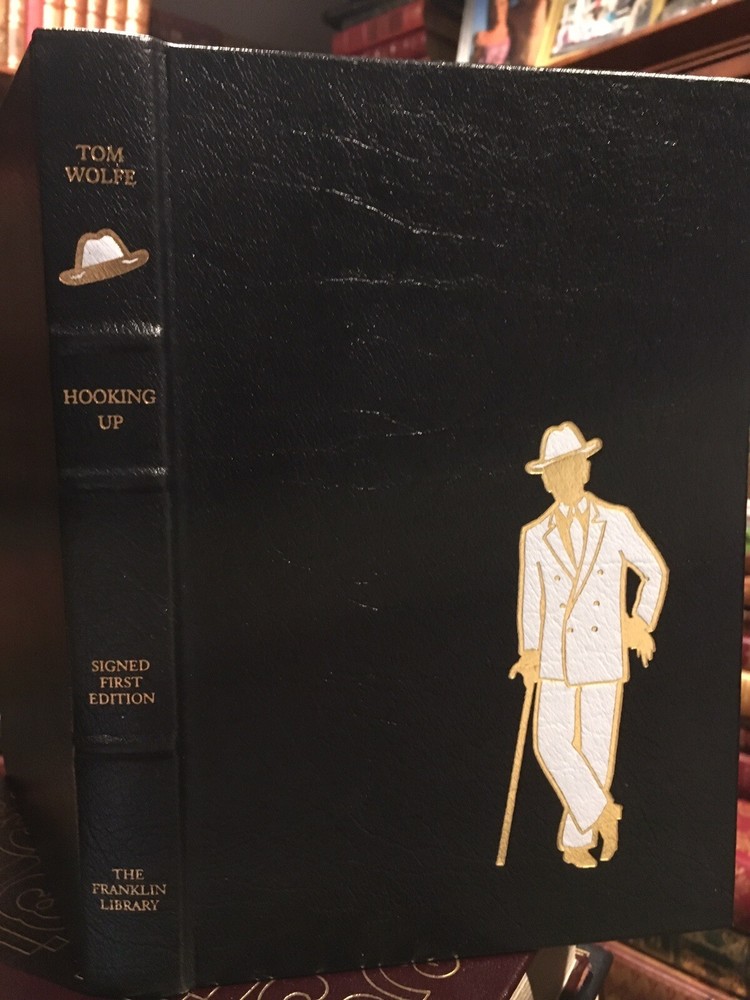 TOM
WOLFE
HOOKING
UP
SIGNED
FIRST
EDITION
THE
FRANKLIN
LIBRARY